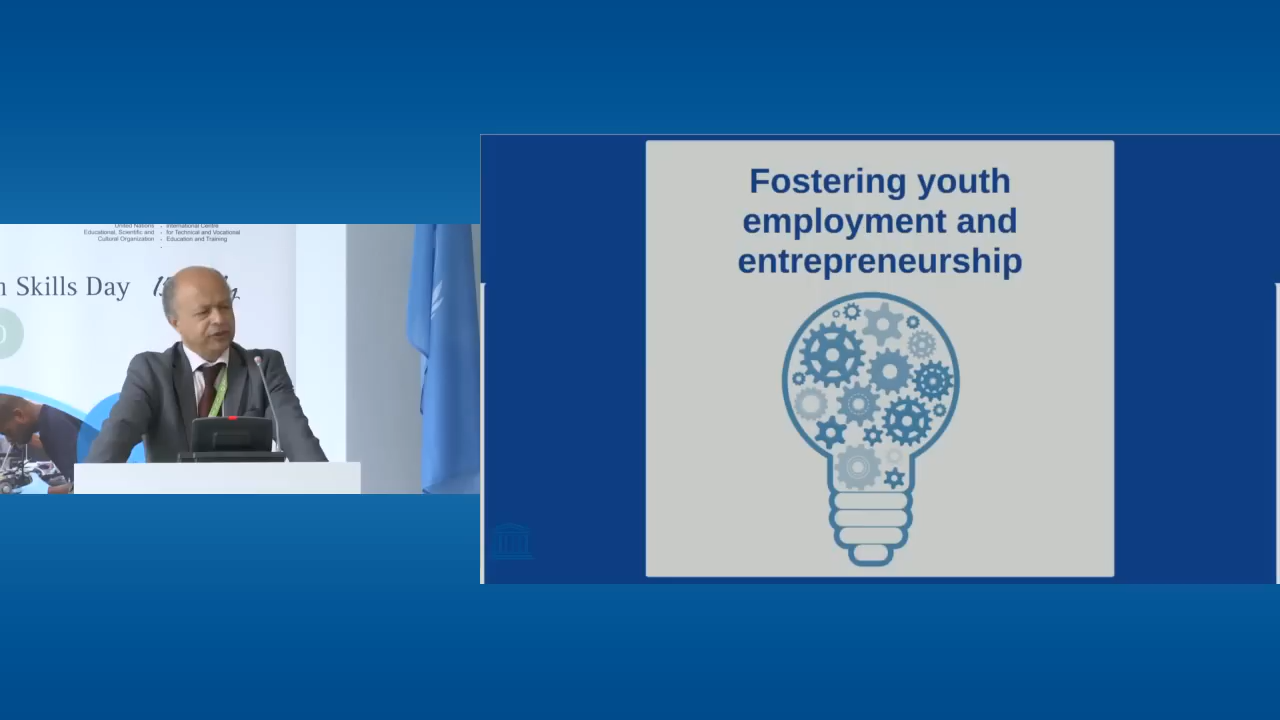 United Nations
Educational, Scientific and
Cultural Organization
International Centre
for Technical and Vocational
Education and Training
Skills Day
Fostering youth
employment and
entrepreneurship